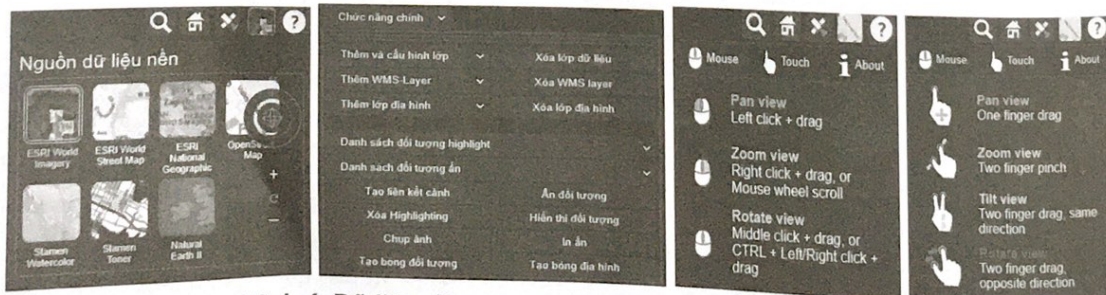 Nguồn dữ liệu nền
ESRI World
Imagery
ESRI World
Street Map
ESRI
National
Geographic
Map
Stamen
Watercolor
Stamen
Toner
Natural
Earth II
Chức năng chính
Thêm và cấu hình lớp
Xóa lớp dữ liệu
Thêm WMS-Layer
Xóa WMS layer
Thêm lớp địa hình
Xóa lớp địa hình
Danh sách đối tượng highlight
Danh sách đối tượng ẩn
Tạo liên kết cảnh
Ẩn đối tượng
Xóa Highlighting
Hiển thị đối tượng
Chụp ảnh
In ấn
Tạo bóng đối tượng
Tạo bóng địa hình
Mouse
Touch
About
Pan view
Left click + drag
Zoom view
Right click + drag, or
Mouse wheel scroll
Rotate view
Middle click + drag, or
CTRL + Left/Right click +
drag
Mouse
Touch
About
Pan view
One finger drag
Zoom view
Two finger pinch
Tilt view
Two finger drag, same
direction
Rotate view
Two finger drag,
opposite direction